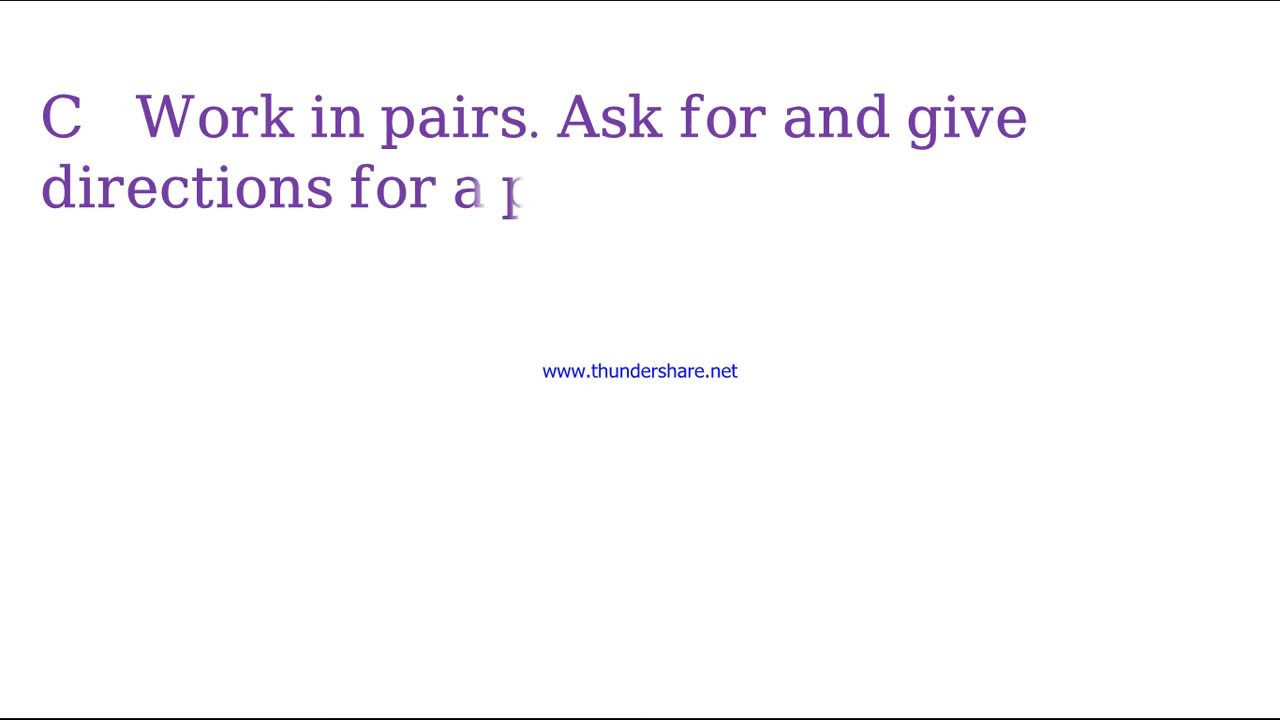 C Work in pairs. Ask for and give
directions for a
www.thundershare.net